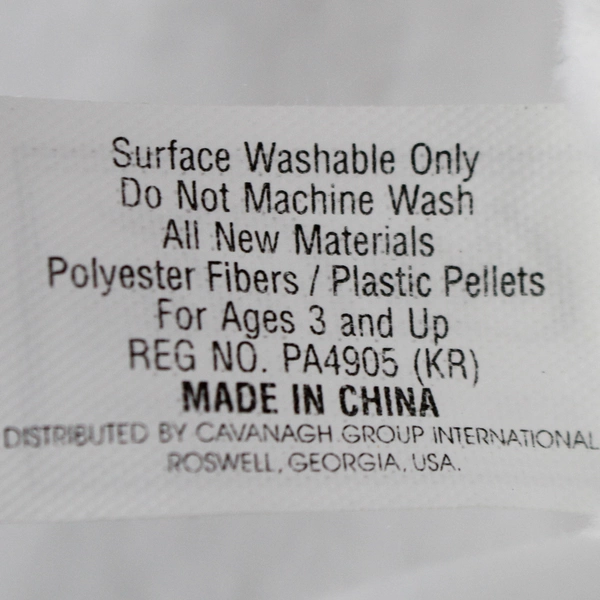 Surface Washable Only
Do Not Machine Wash
All New Materials
Polyester Fibers / Plastic Pellets
For Ages 3 and Up
REG NO. PA4905 (KR)
MADE IN CHINA
DISTRIBUTED BY CAVANAGH GROUP INTERNATIONAL
ROSWELL, GEORGIA, USA.